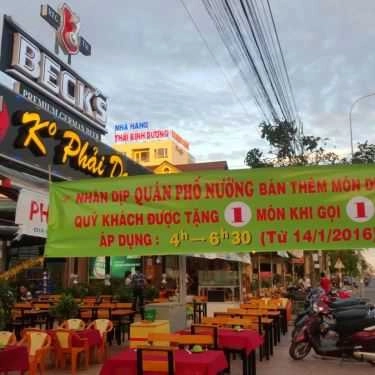 BECK'S
PREMIUM GERMAN BEER
Kº Phải D
NHÀ HÀNG
THÁI BÌNH DƯƠNG
PH
NHÂN DỊP QUÁN PHỐ NƯỚNG BÁN THÊM MÓN D
QUÝ KHÁCH ĐƯỢC TẶNG 1 MÓN KHI GỌI 1
ÁP DỤNG : 4h → 6h30 (Từ 14/1/2016